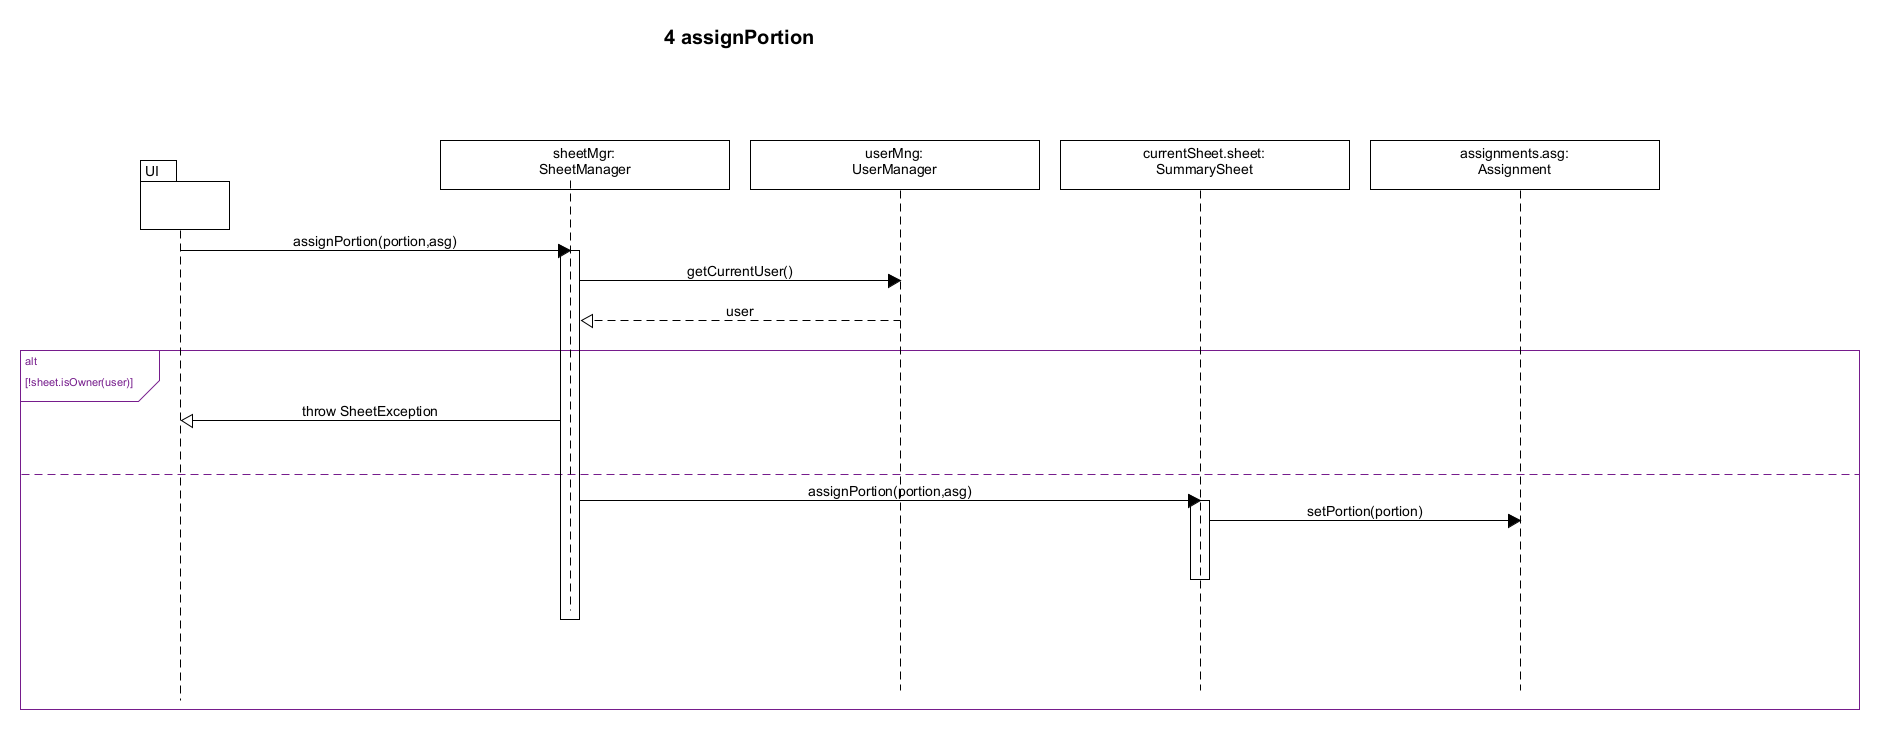 4 assignPortion
UI
sheetMgr:
SheetManager
userMng:
UserManager
currentSheet.sheet:
SummarySheet
assignments.asg:
Assignment
assignPortion(portion,asg)
getCurrentUser()
user
alt
[!sheet.isOwner(user)]
throw SheetException
assignPortion(portion,asg)
setPortion(portion)